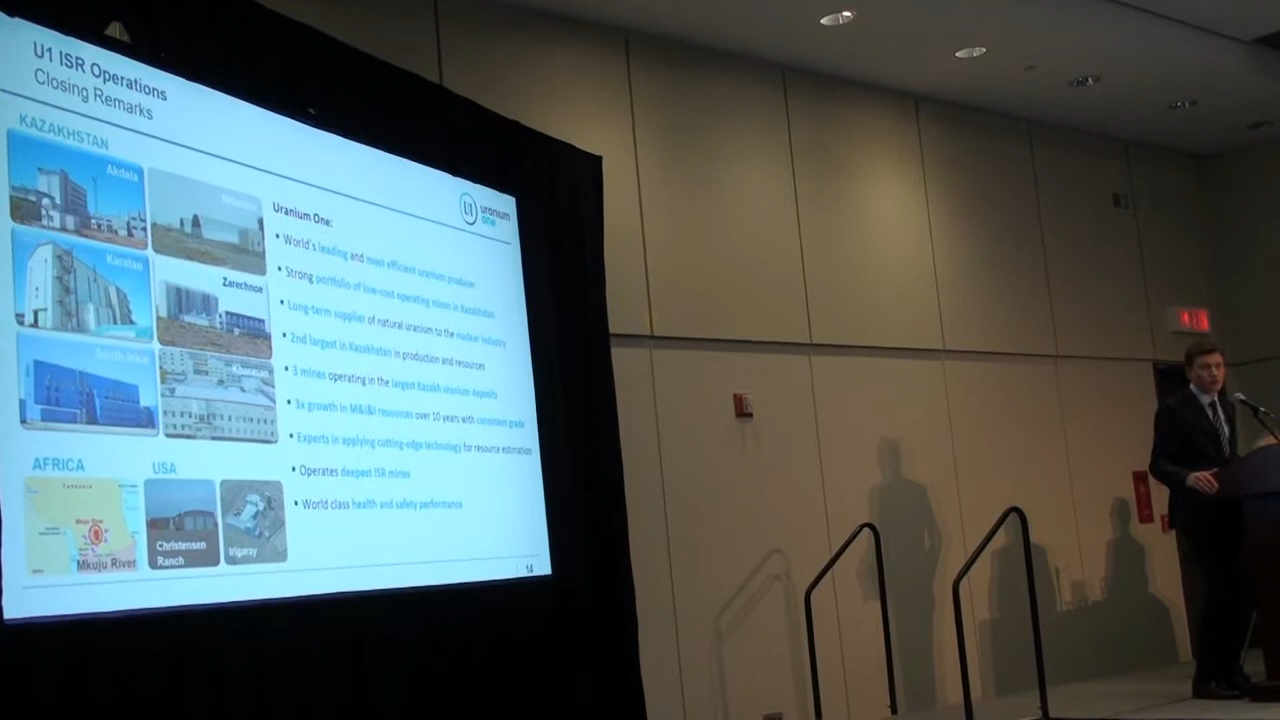 U1 ISR Operations
Closing Remarks
KAZAKHSTAN
Akdala
Karatau
Zarechnoe
South Inkai
Kharasan
U1 uranium
one
Uranium One:
▪ World's leading and most efficient uranium producer
▪ Strong portfolio of low-cost operating mines in Kazakhstan
▪ Long-term supplier of natural uranium to the nuclear industry
▪ 2nd largest in Kazakhstan in production and resources
▪ 3 mines operating in the largest Kazakh uranium deposits
▪ 3x growth in M&I&I resources over 10 years with consistent grade
▪ Experts in applying cutting-edge technology for resource estimation
▪ Operates deepest ISR mines
▪ World class health and safety performance
AFRICA
USA
Tanzania
Mkuju River
Mkuju River
Christensen
Ranch
Irigaray
14
EXIT